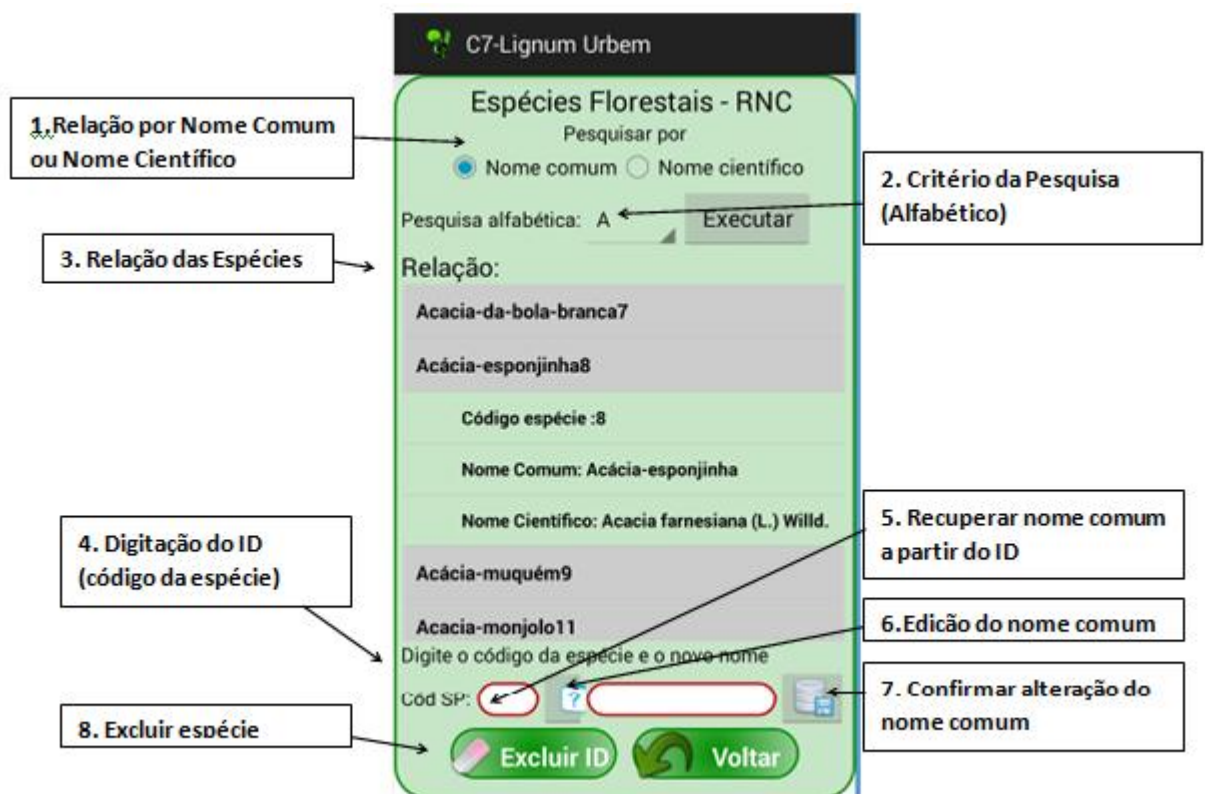 C7-Lignum Urbem
Espécies Florestais - RNC
Pesquisar por
Nome comum Nome científico
Pesquisa alfabética: A Executar
Relação:
Acacia-da-bola-branca7
Acácia-esponjinha8
Código espécie :8
Nome Comum: Acácia-esponjinha
Nome Científico: Acacia farnesiana (L.) Willd.
Acácia-muquém9
Acacia-monjolo11
Digite o código da espécie e o novo nome
Cód SP: ?
Excluir ID Voltar
1.Relação por Nome Comum
ou Nome Científico
2. Critério da Pesquisa
(Alfabético)
3. Relação das Espécies
4. Digitação do ID
(código da espécie)
5. Recuperar nome comum
a partir do ID
6.Edicão do nome comum
7. Confirmar alteração do
nome comum
8. Excluir espécie